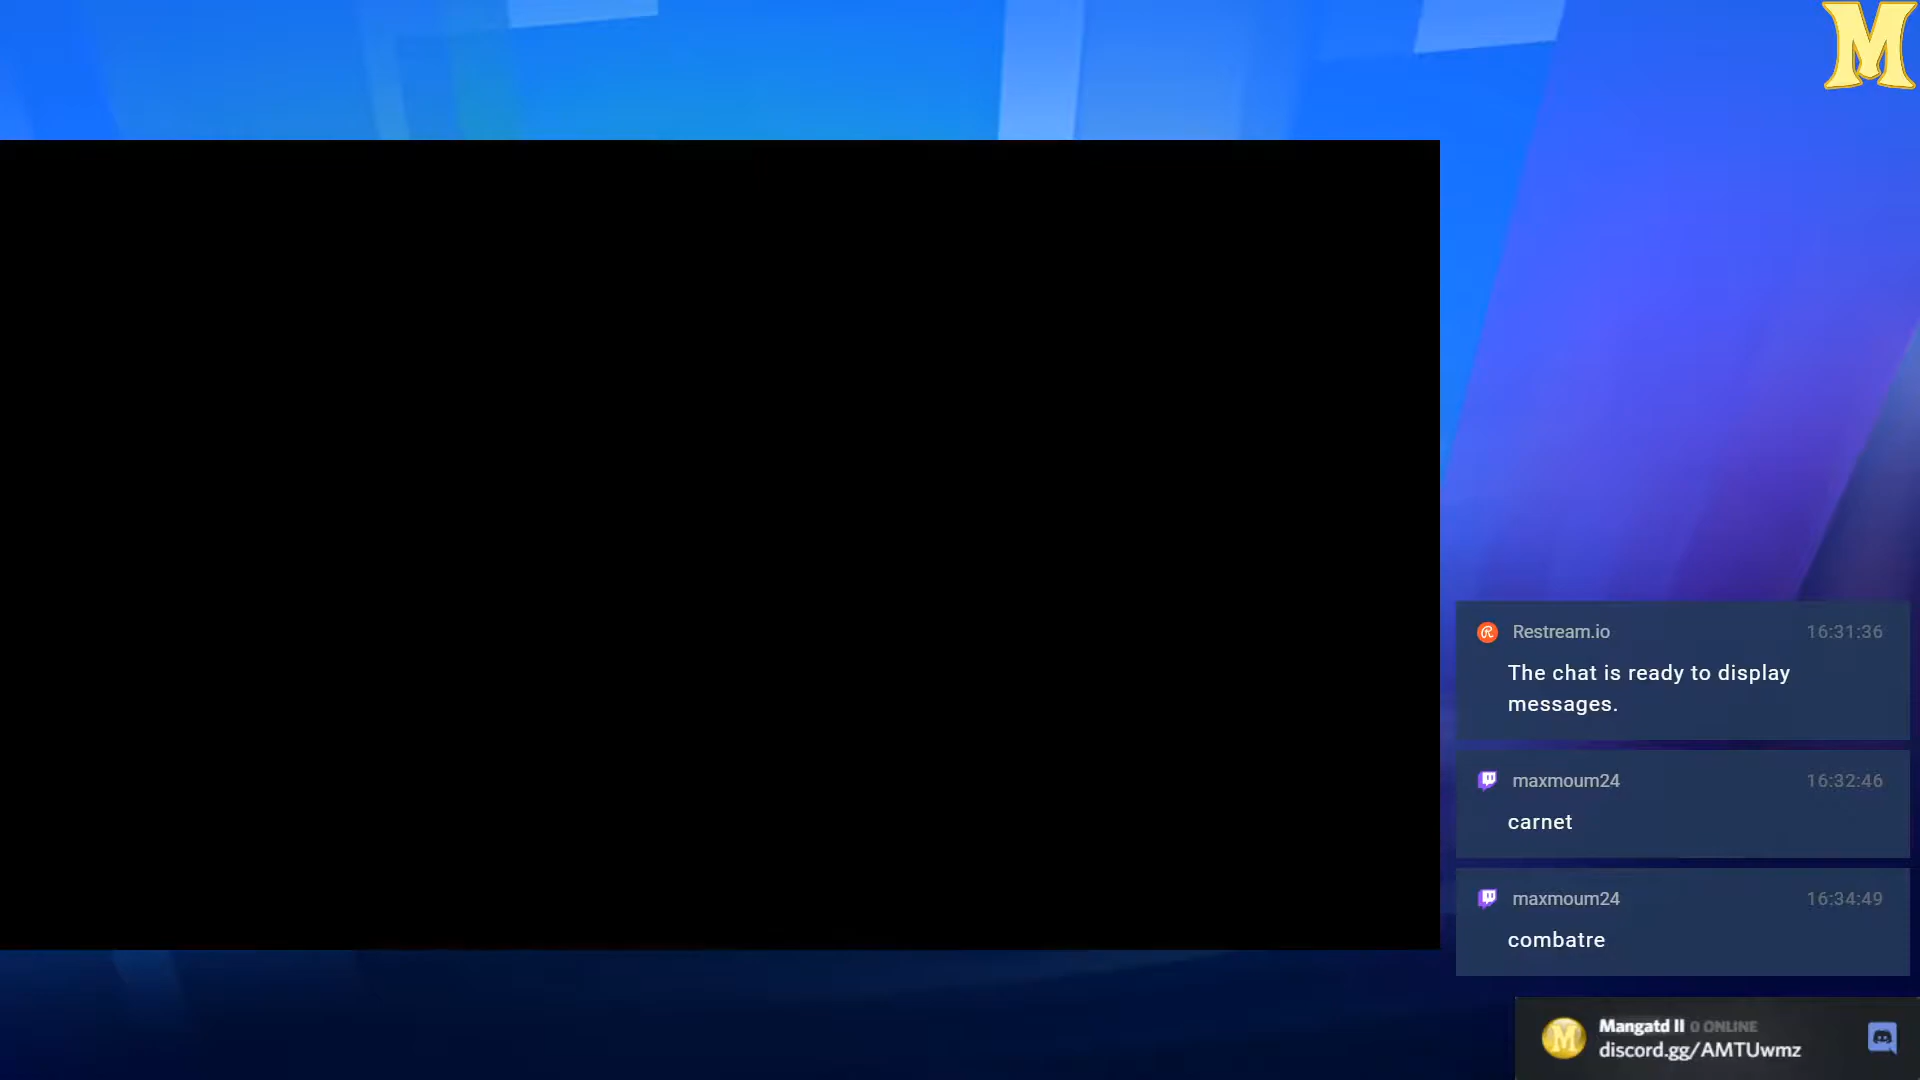 M
Restream.io 16:31:36
The chat is ready to display
messages.
maxmoum24 16:32:46
carnet
maxmoum24 16:34:49
combatre
M
Mangatd II 0 ONLINE
discord.gg/AMTUwmz